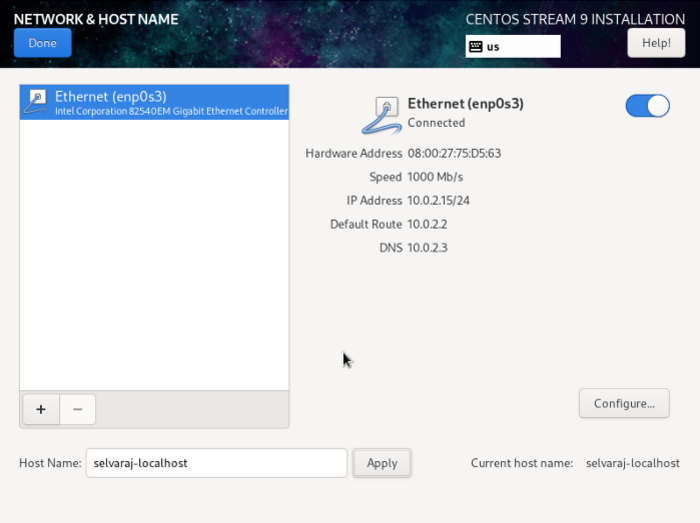 NETWORK & HOST NAME
CENTOS STREAM 9 INSTALLATION
Done
us
Help!
Ethernet (enp0s3)
Intel Corporation 82540EM Gigabit Ethernet Controller
Ethernet (enp0s3)
Connected
Hardware Address 08:00:27:75:D5:63
Speed 1000 Mb/s
IP Address 10.0.2.15/24
Default Route 10.0.2.2
DNS 10.0.2.3
+ −
Configure...
Host Name: selvaraj-localhost Apply Current host name: selvaraj-localhost